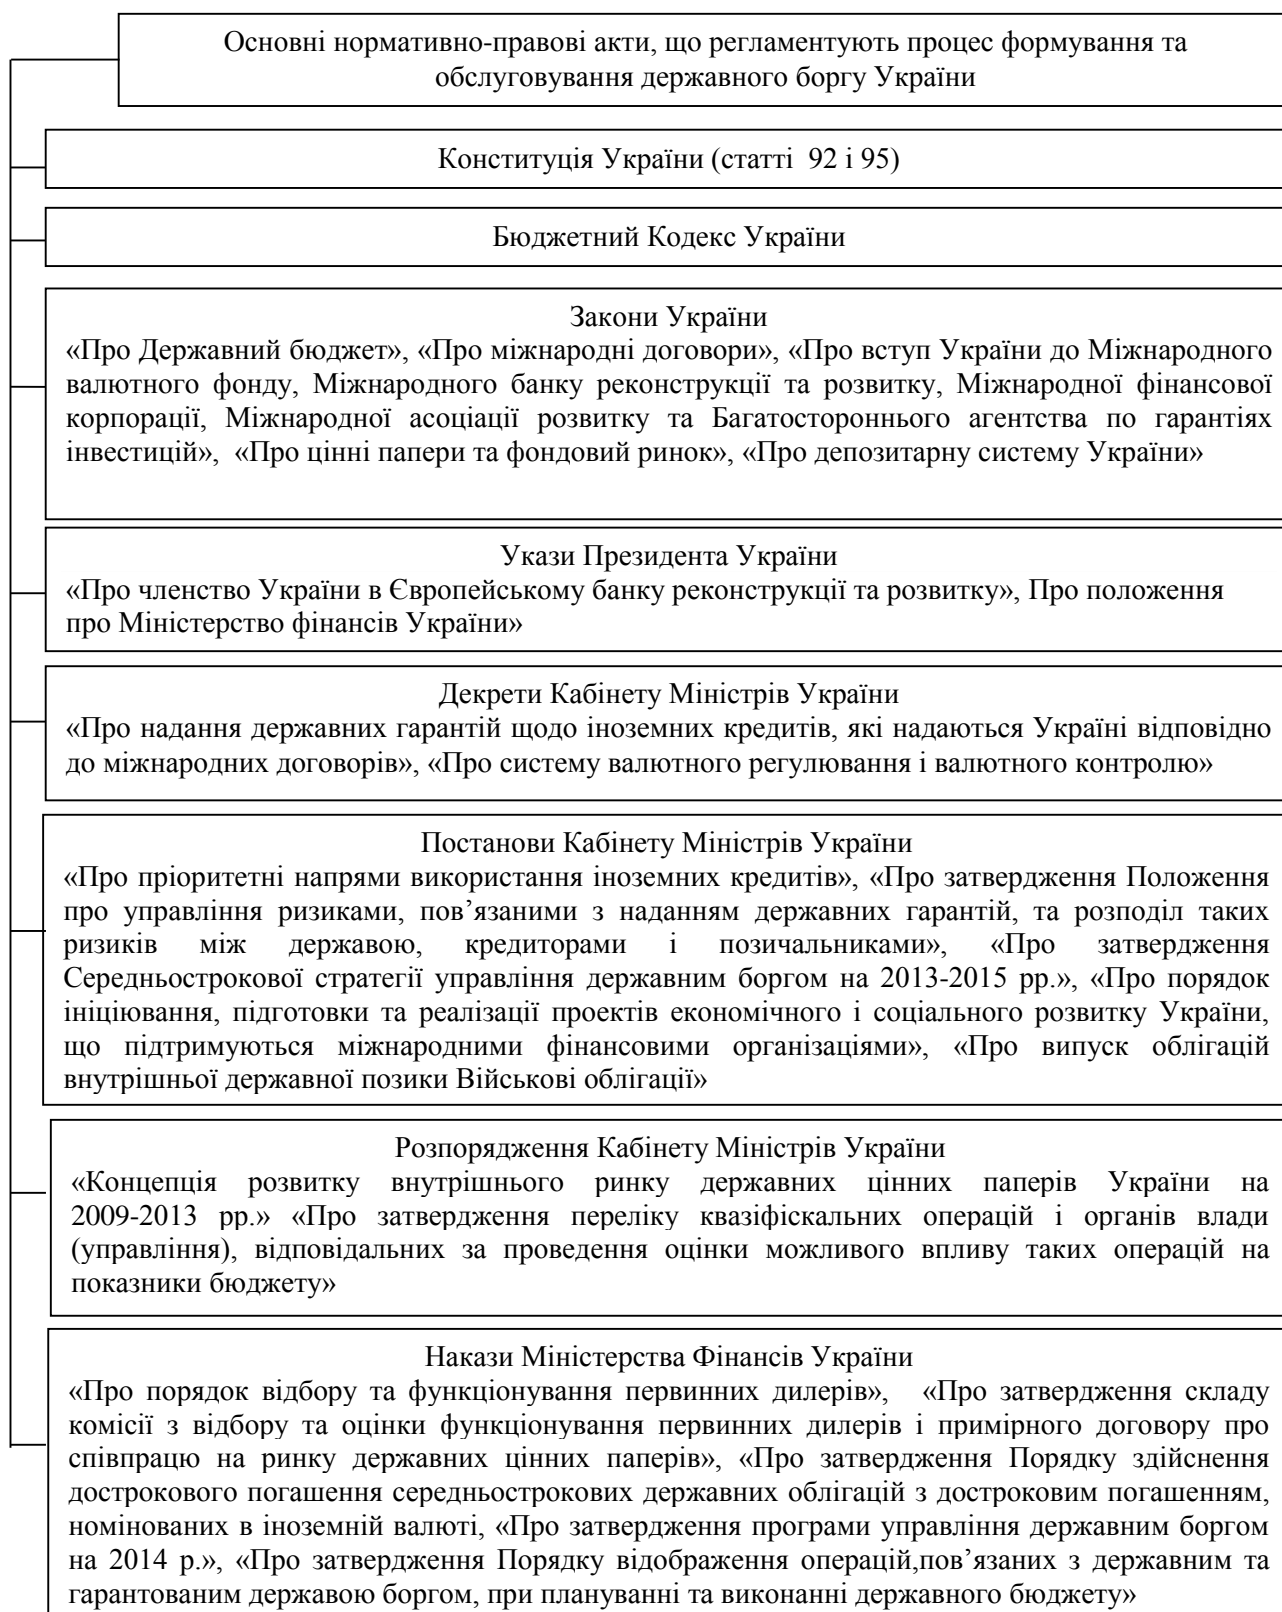 Основні нормативно-правові акти, що регламентують процес формування та
обслуговування державного боргу України
Конституція України (статті 92 і 95)
Бюджетний Кодекс України
Закони України
«Про Державний бюджет», «Про міжнародні договори», «Про вступ України до Міжнародного
валютного фонду, Міжнародного банку реконструкції та розвитку, Міжнародної фінансової
корпорації, Міжнародної асоціації розвитку та Багатостороннього агентства по гарантіях
інвестицій», «Про цінні папери та фондовий ринок», «Про депозитарну систему України»
Укази Президента України
«Про членство України в Європейському банку реконструкції та розвитку», Про положення
про Міністерство фінансів України»
Декрети Кабінету Міністрів України
«Про надання державних гарантій щодо іноземних кредитів, які надаються Україні відповідно
до міжнародних договорів», «Про систему валютного регулювання і валютного контролю»
Постанови Кабінету Міністрів України
«Про пріоритетні напрями використання іноземних кредитів», «Про затвердження Положення
про управління ризиками, пов’язаними з наданням державних гарантій, та розподіл таких
ризиків між державою, кредиторами і позичальниками», «Про затвердження
Середньострокової стратегії управління державним боргом на 2013-2015 рр.», «Про порядок
ініціювання, підготовки та реалізації проектів економічного і соціального розвитку України,
що підтримуються міжнародними фінансовими організаціями», «Про випуск облігацій
внутрішньої державної позики Військові облігації»
Розпорядження Кабінету Міністрів України
«Концепція розвитку внутрішнього ринку державних цінних паперів України на
2009-2013 рр.» «Про затвердження переліку квазіфіскальних операцій і органів влади
(управління), відповідальних за проведення оцінки можливого впливу таких операцій на
показники бюджету»
Накази Міністерства Фінансів України
«Про порядок відбору та функціонування первинних дилерів», «Про затвердження складу
комісії з відбору та оцінки функціонування первинних дилерів і примірного договору про
співпрацю на ринку державних цінних паперів», «Про затвердження Порядку здійснення
дострокового погашення середньострокових державних облігацій з достроковим погашенням,
номінованих в іноземній валюті, «Про затвердження програми управління державним боргом
на 2014 р.», «Про затвердження Порядку відображення операцій,пов’язаних з державним та
гарантованим державою боргом, при плануванні та виконанні державного бюджету»